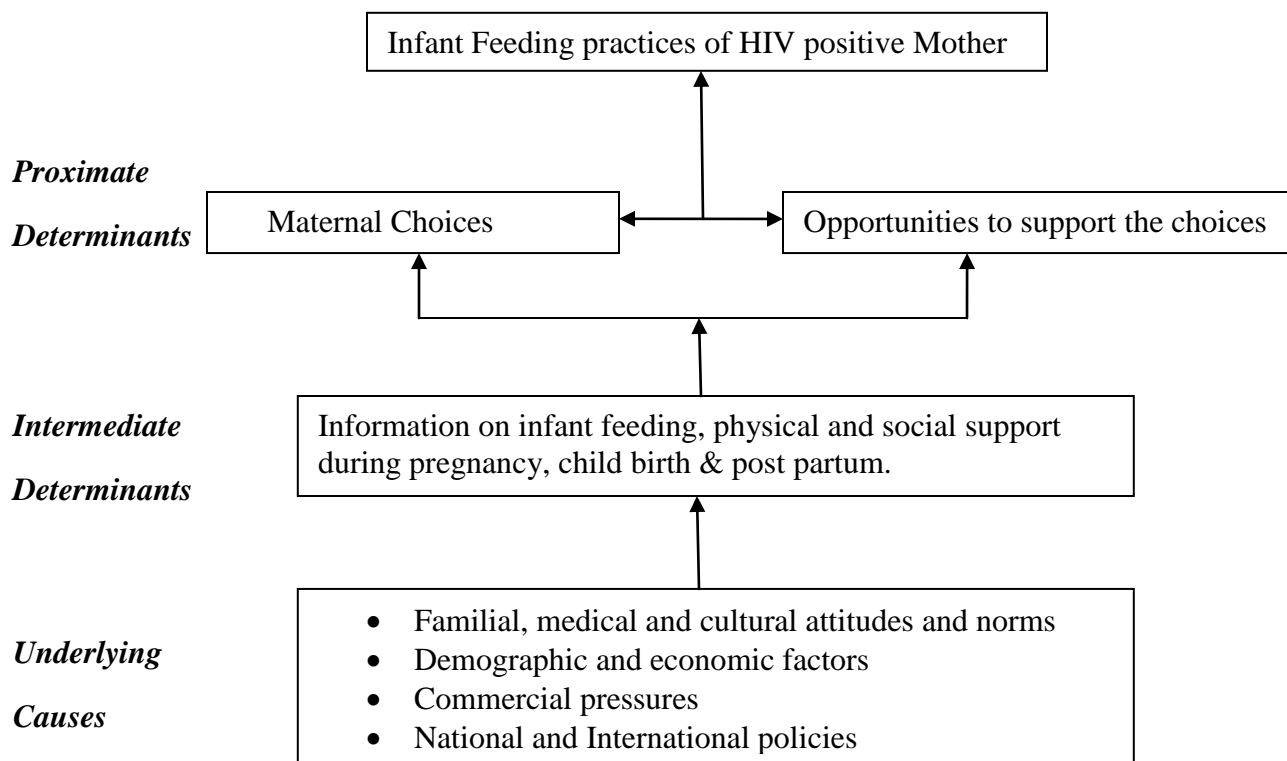 Infant Feeding practices of HIV positive Mother
Proximate
Determinants
Maternal Choices
Opportunities to support the choices
Intermediate
Determinants
Information on infant feeding, physical and social support
during pregnancy, child birth & post partum.
Underlying
Causes
• Familial, medical and cultural attitudes and norms
• Demographic and economic factors
• Commercial pressures
• National and International policies